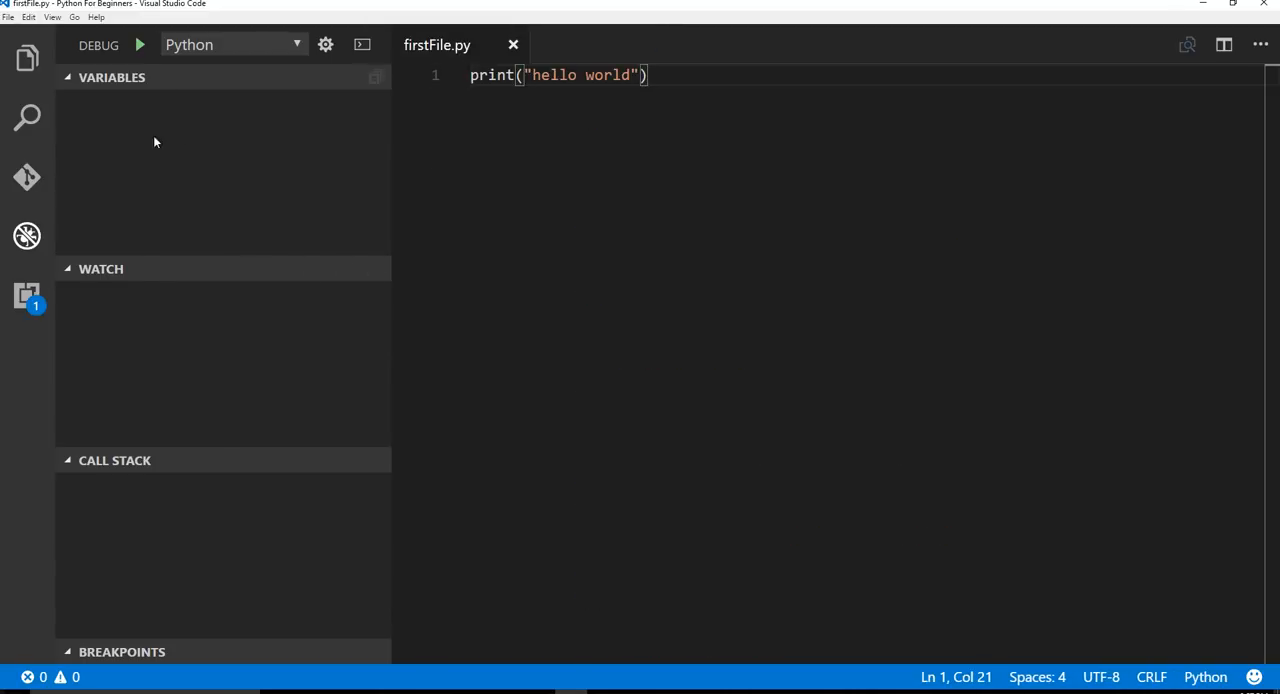 firstFile.py - Python For Beginners - Visual Studio Code
File Edit View Go Help
DEBUG Python firstFile.py
VARIABLES
1 print("hello world")
WATCH
1
CALL STACK
BREAKPOINTS
0 0 Ln 1, Col 21 Spaces: 4 UTF-8 CRLF Python